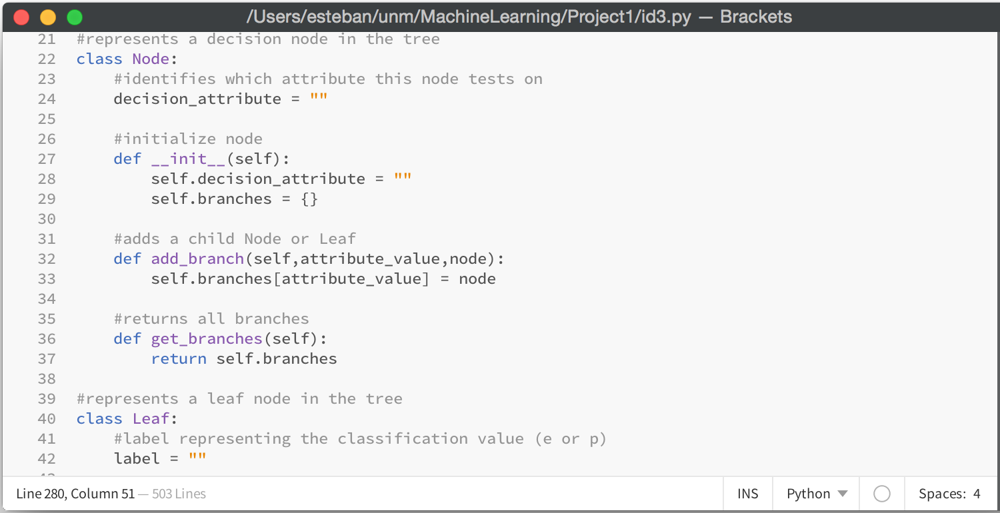 /Users/esteban/unm/MachineLearning/Project1/id3.py — Brackets
21 #represents a decision node in the tree
22 class Node:
23     #identifies which attribute this node tests on
24     decision_attribute = ""
25
26     #initialize node
27     def __init__(self):
28         self.decision_attribute = ""
29         self.branches = {}
30
31     #adds a child Node or Leaf
32     def add_branch(self,attribute_value,node):
33         self.branches[attribute_value] = node
34
35     #returns all branches
36     def get_branches(self):
37         return self.branches
38
39 #represents a leaf node in the tree
40 class Leaf:
41     #label representing the classification value (e or p)
42     label = ""
Line 280, Column 51 — 503 Lines INS Python Spaces: 4